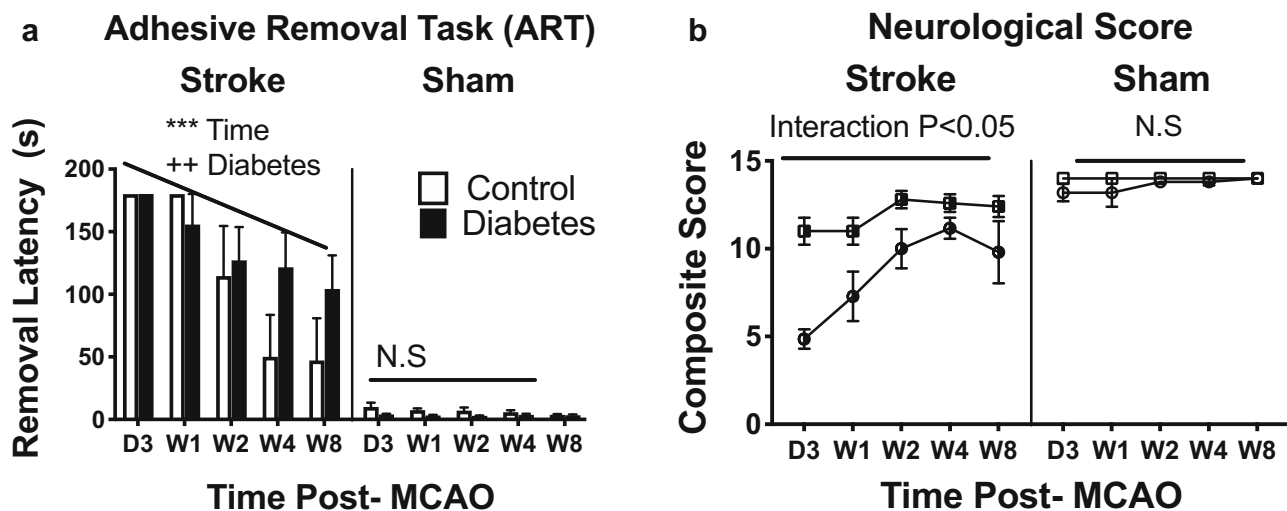 a Adhesive Removal Task (ART)
Stroke Sham
*** Time
++ Diabetes
Control
Diabetes
N.S
Removal Latency (s)
200
150
100
50
0
D3 W1 W2 W4 W8 D3 W1 W2 W4 W8
Time Post- MCAO
b Neurological Score
Stroke Sham
Interaction P<0.05 N.S
Composite Score
15
10
5
0
D3 W1 W2 W4 W8 D3 W1 W2 W4 W8
Time Post- MCAO